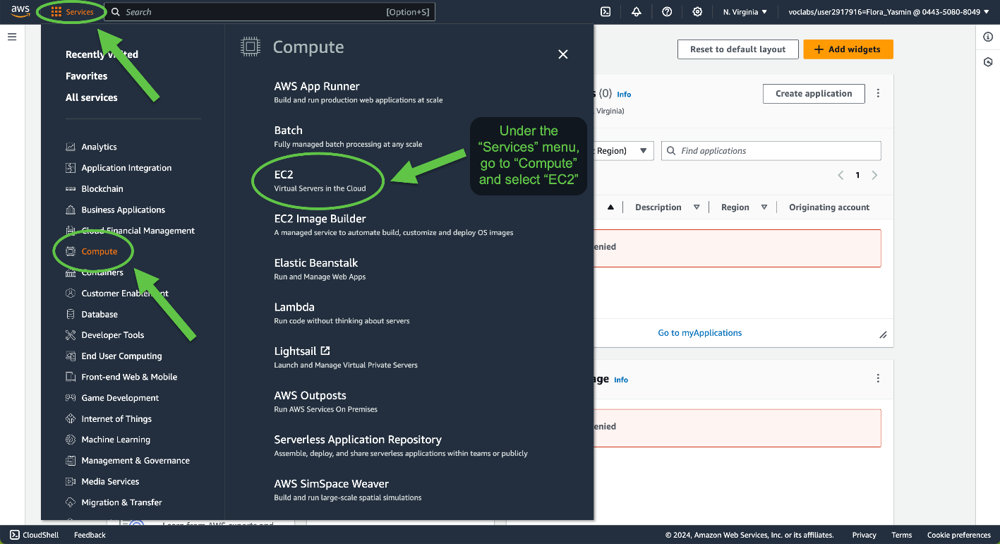 aws
Services
Search
[Option+S]
N. Virginia
voclabs/user2917916=Flora_Yasmin @ 0443-5080-8049
Recently visited
Favorites
All services
Analytics
Application Integration
Blockchain
Business Applications
Cloud Financial Management
Compute
Containers
Customer Enablement
Database
Developer Tools
End User Computing
Front-end Web & Mobile
Game Development
Internet of Things
Machine Learning
Management & Governance
Media Services
Migration & Transfer
Compute
AWS App Runner
Build and run production web applications at scale
Batch
Fully managed batch processing at any scale
EC2
Virtual Servers in the Cloud
EC2 Image Builder
A managed service to automate build, customize and deploy OS images
Elastic Beanstalk
Run and Manage Web Apps
Lambda
Run code without thinking about servers
Lightsail
Launch and Manage Virtual Private Servers
AWS Outposts
Run AWS Services On Premises
Serverless Application Repository
Assemble, deploy, and share serverless applications within teams or publicly
AWS SimSpace Weaver
Build and run large-scale spatial simulations
Under the
“Services” menu,
go to “Compute”
and select “EC2”
Reset to default layout
Add widgets
s (0) Info
Virginia)
Create application
Region)
Find applications
1
Description
Region
Originating account
enied
Go to myApplications
age Info
enied
Learn from AWS experts and
CloudShell
Feedback
© 2024, Amazon Web Services, Inc. or its affiliates.
Privacy
Terms
Cookie preferences